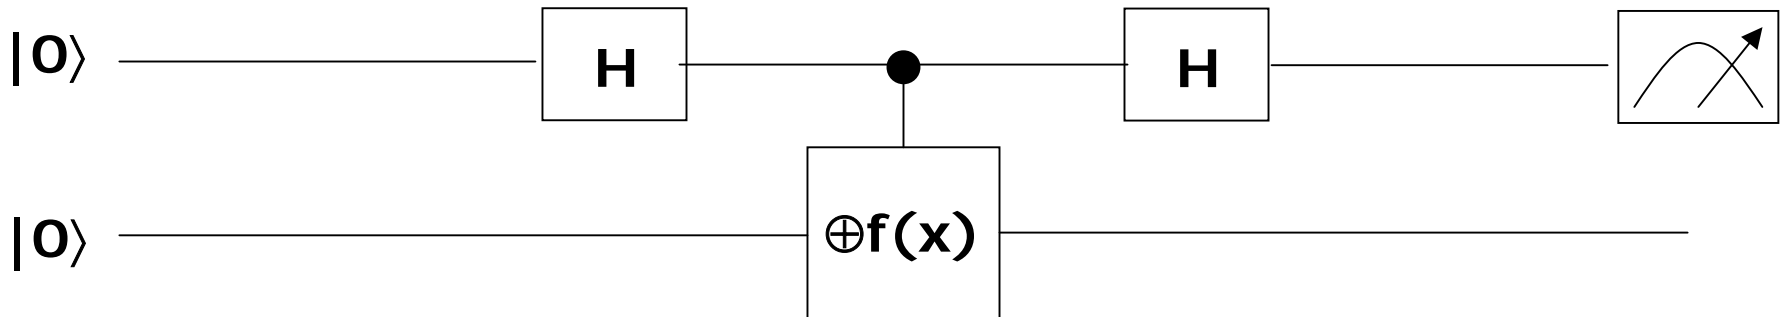 |0⟩ H H
|0⟩ ⊕f(x)